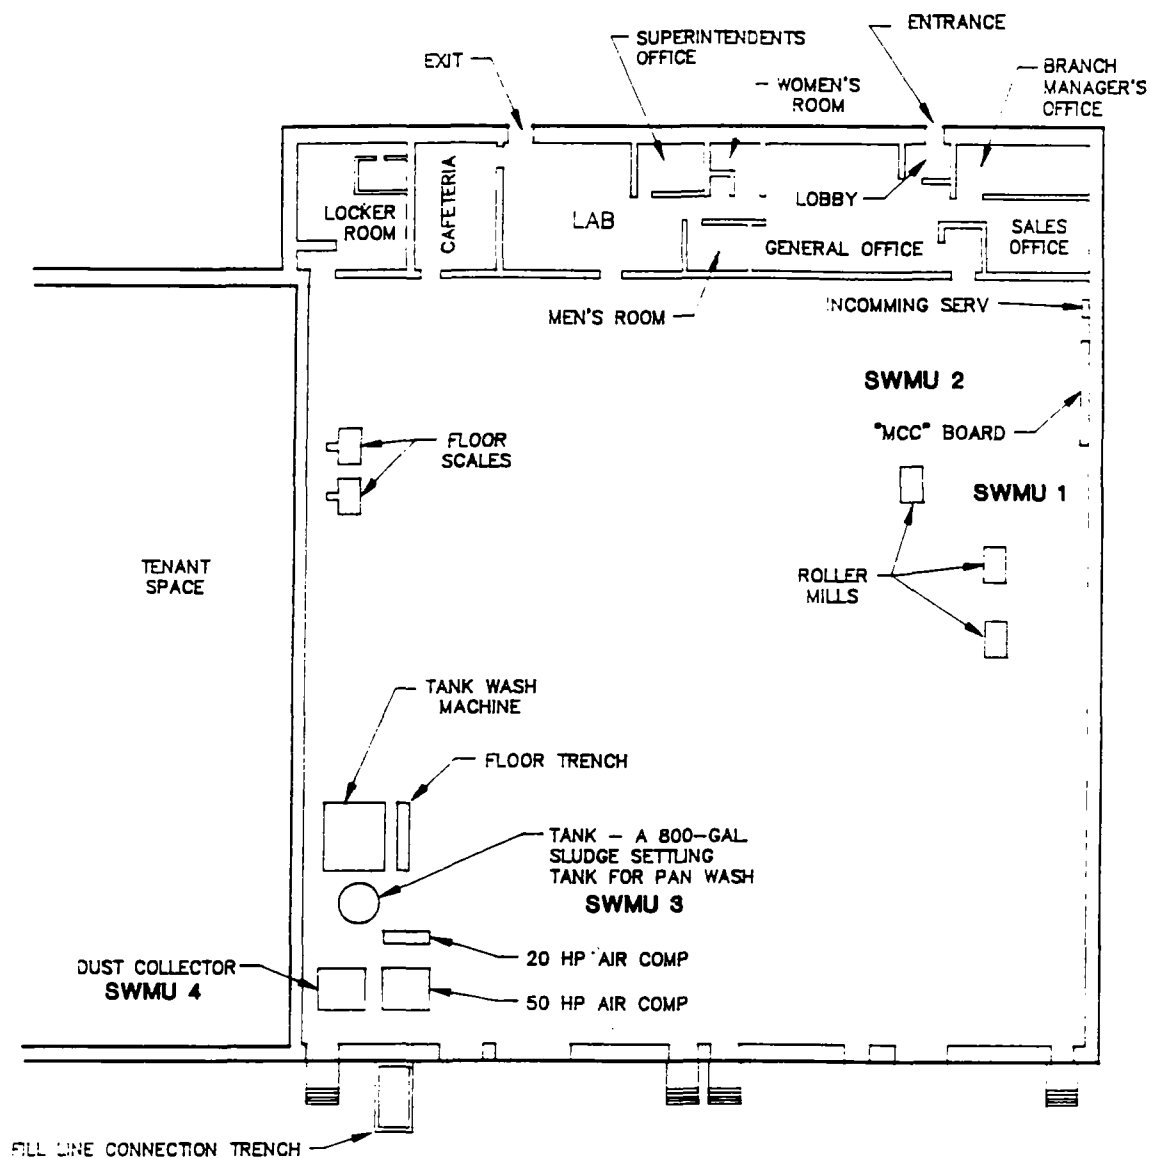 ENTRANCE
SUPERINTENDENTS
OFFICE
EXIT
BRANCH
MANAGER'S
OFFICE
WOMEN'S
ROOM
LOCKER
ROOM
CAFETERIA
LAB
LOBBY
GENERAL OFFICE
SALES
OFFICE
MEN'S ROOM
INCOMMING SERV
SWMU 2
"MCC" BOARD
FLOOR
SCALES
SWMU 1
TENANT
SPACE
ROLLER
MILLS
TANK WASH
MACHINE
FLOOR TRENCH
TANK – A 800-GAL
SLUDGE SETTLING
TANK FOR PAN WASH
SWMU 3
DUST COLLECTOR
SWMU 4
20 HP AIR COMP
50 HP AIR COMP
FILL LINE CONNECTION TRENCH